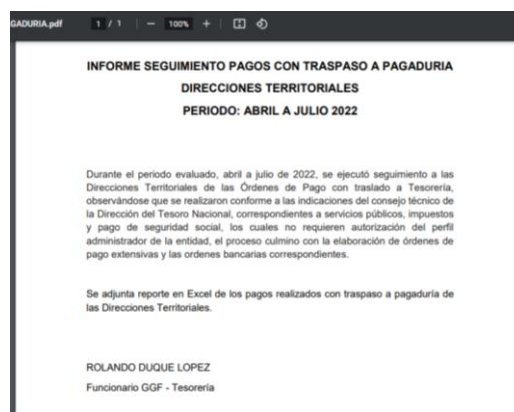 GADURIA.pdf
1 / 1
100%
INFORME SEGUIMIENTO PAGOS CON TRASPASO A PAGADURIA
DIRECCIONES TERRITORIALES
PERIODO: ABRIL A JULIO 2022
Durante el periodo evaluado, abril a julio de 2022, se ejecutó seguimiento a las
Direcciones Territoriales de las Órdenes de Pago con traslado a Tesorería,
observándose que se realizaron conforme a las indicaciones del consejo técnico de
la Dirección del Tesoro Nacional, correspondientes a servicios públicos, impuestos
y pago de seguridad social, los cuales no requieren autorización del perfil
administrador de la entidad, el proceso culmino con la elaboración de órdenes de
pago extensivas y las ordenes bancarias correspondientes.
Se adjunta reporte en Excel de los pagos realizados con traspaso a pagaduría de
las Direcciones Territoriales.
ROLANDO DUQUE LOPEZ
Funcionario GGF - Tesorería